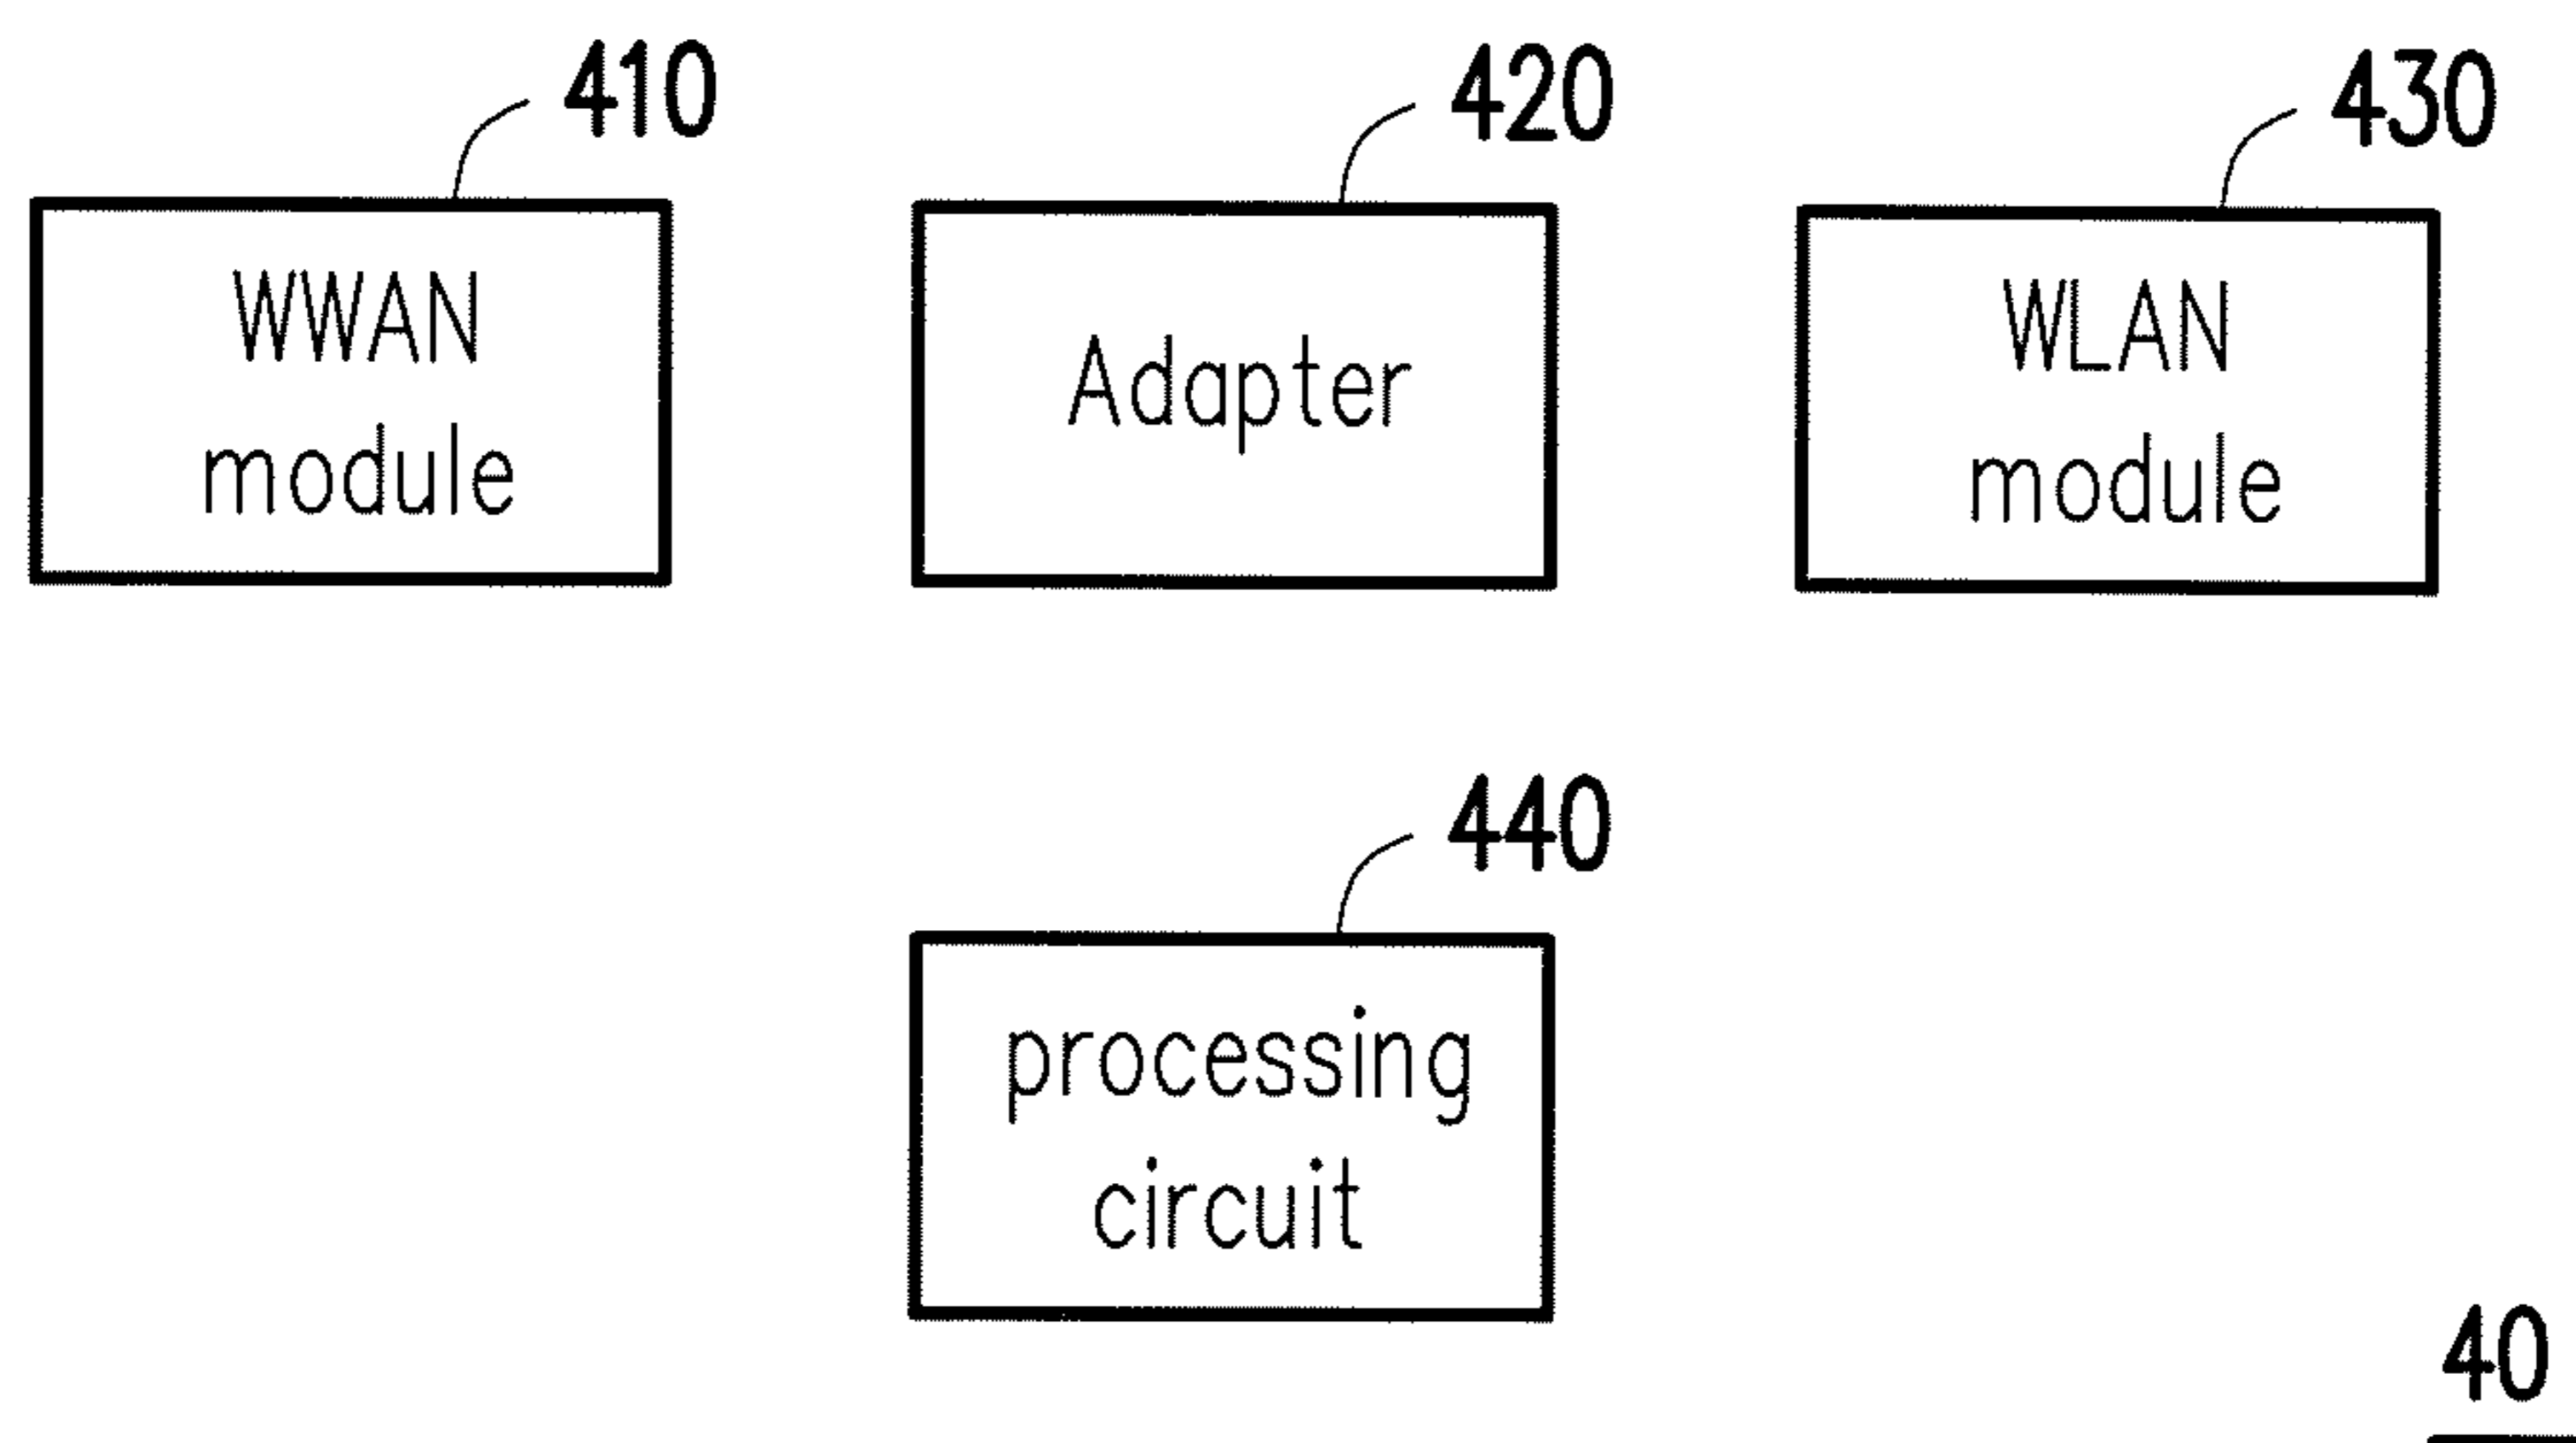 410
420
430
WWAN
module
Adapter
WLAN
module
440
processing
circuit
40